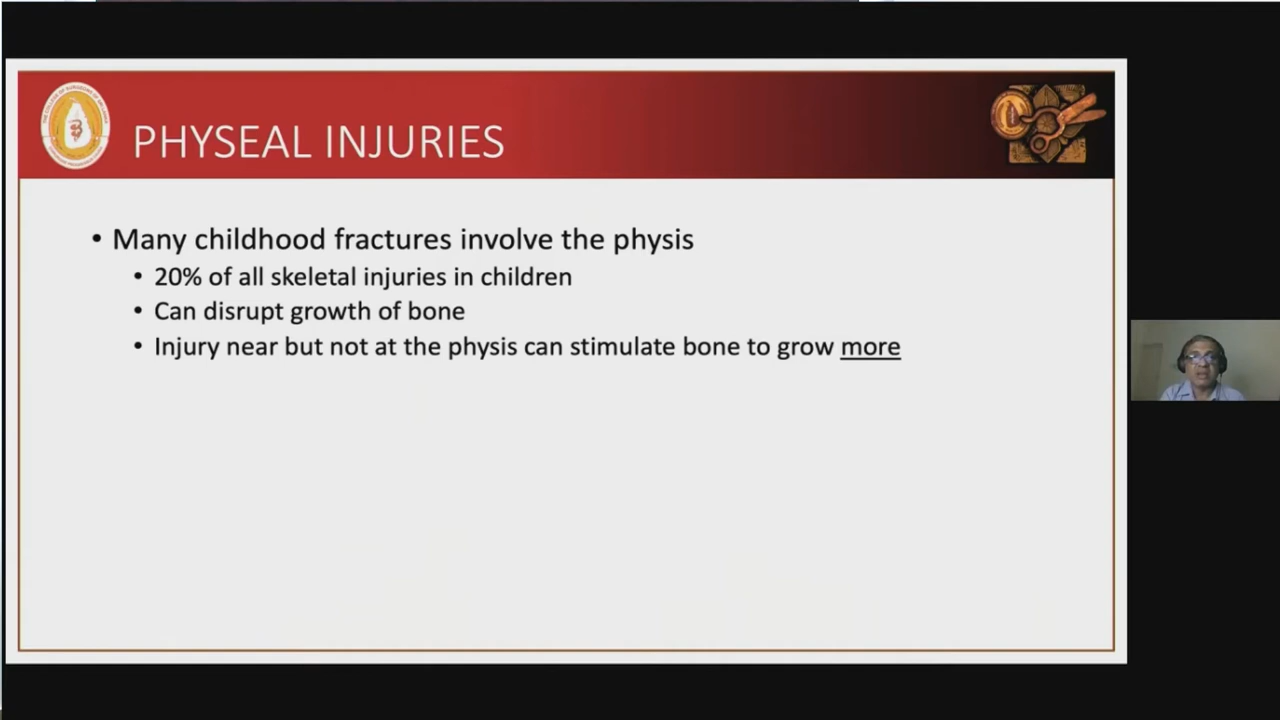 PHYSEAL INJURIES
• Many childhood fractures involve the physis
• 20% of all skeletal injuries in children
• Can disrupt growth of bone
• Injury near but not at the physis can stimulate bone to grow more